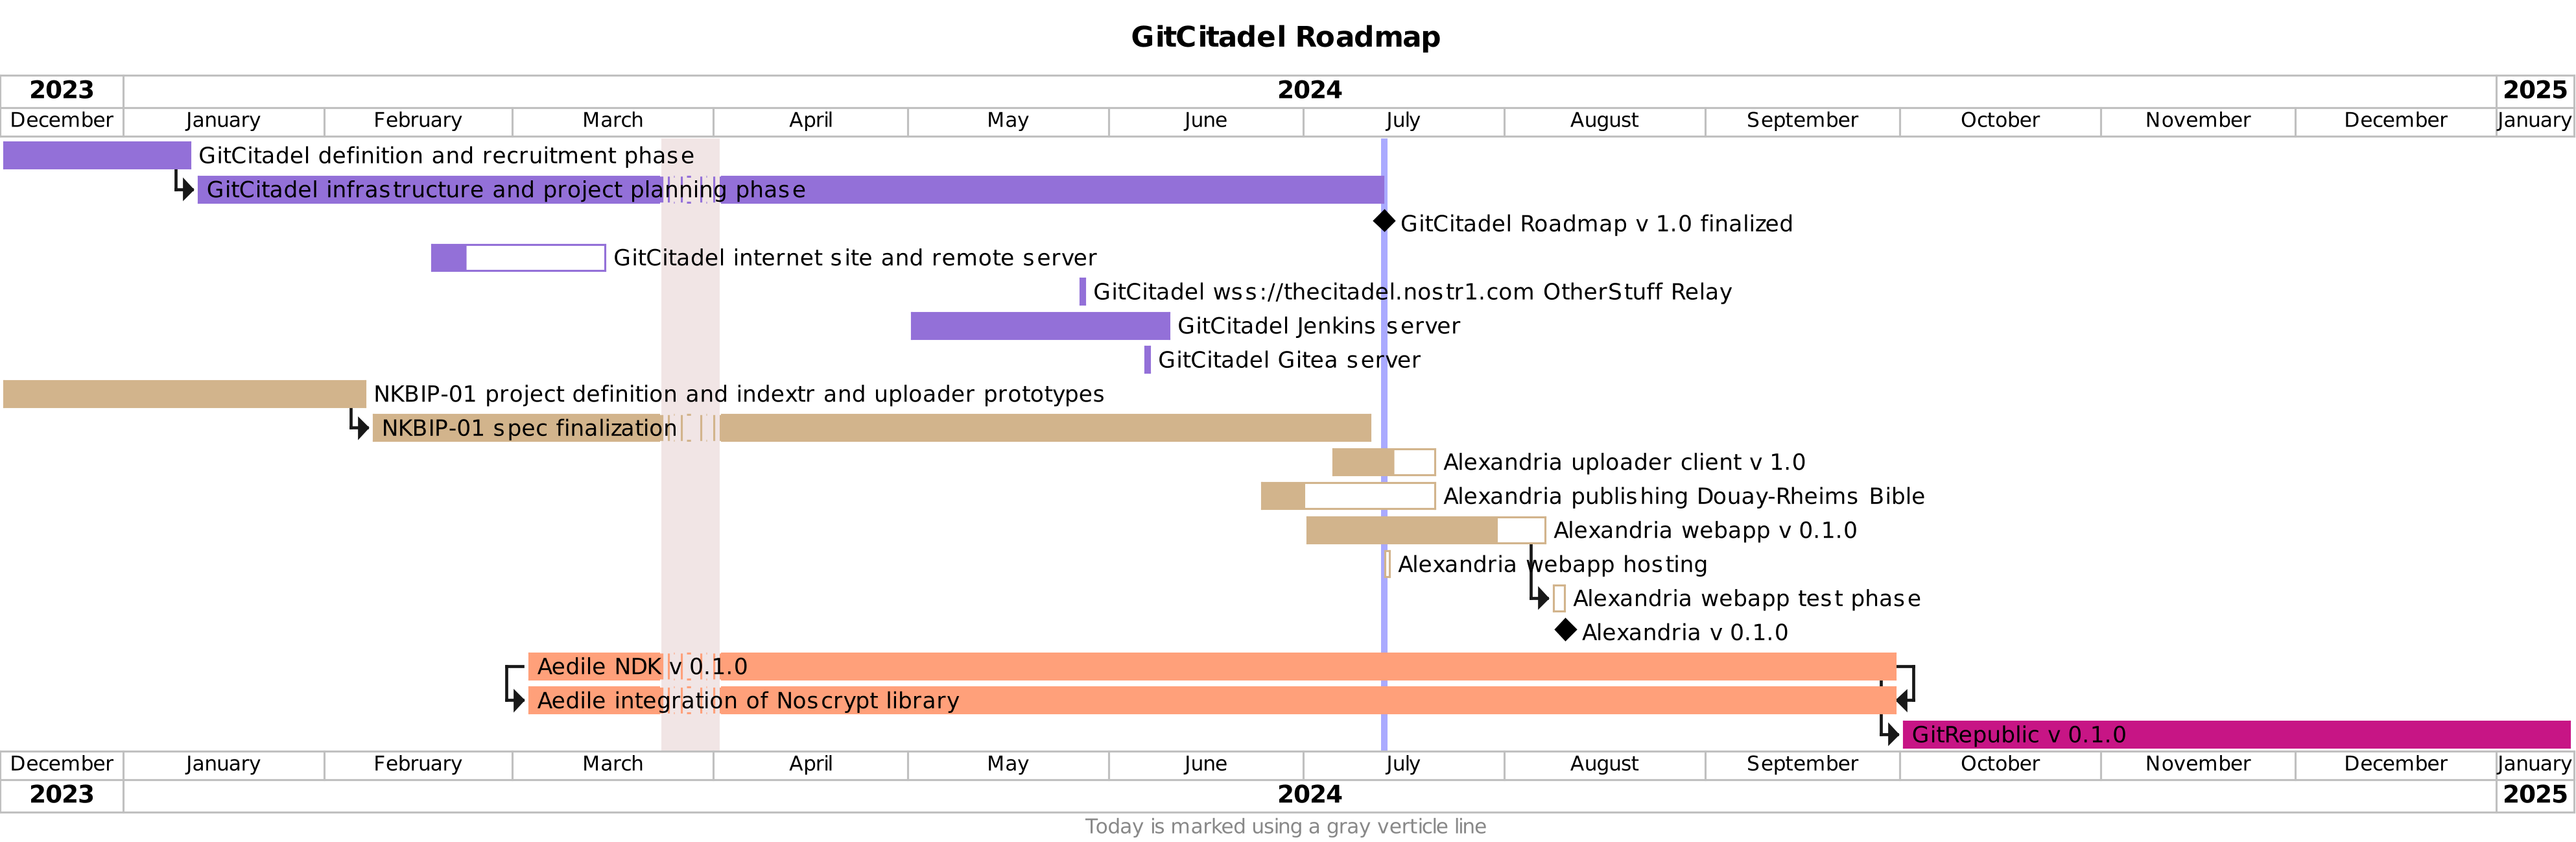 GitCitadel Roadmap
2023 2024 2025
December January February March April May June July August September October November December January
GitCitadel definition and recruitment phase
GitCitadel infrastructure and project planning phase
GitCitadel Roadmap v 1.0 finalized
GitCitadel internet site and remote server
GitCitadel wss://thecitadel.nostr1.com OtherStuff Relay
GitCitadel Jenkins server
GitCitadel Gitea server
NKBIP-01 project definition and indextr and uploader prototypes
NKBIP-01 spec finalization
Alexandria uploader client v 1.0
Alexandria publishing Douay-Rheims Bible
Alexandria webapp v 0.1.0
Alexandria webapp hosting
Alexandria webapp test phase
Alexandria v 0.1.0
Aedile NDK v 0.1.0
Aedile integration of Noscrypt library
GitRepublic v 0.1.0
December January February March April May June July August September October November December January
2023 2024 2025
Today is marked using a gray verticle line